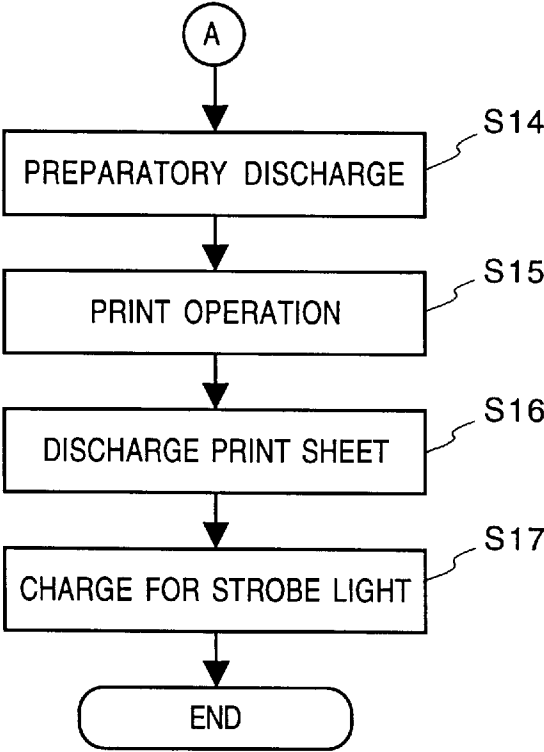 A
S14
PREPARATORY DISCHARGE
S15
PRINT OPERATION
S16
DISCHARGE PRINT SHEET
S17
CHARGE FOR STROBE LIGHT
END